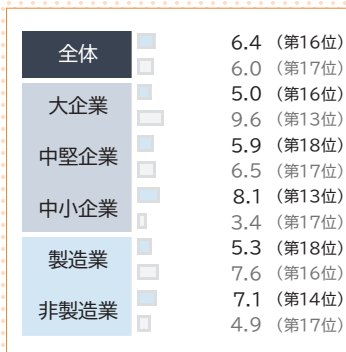 全体
6.4 (第16位)
6.0 (第17位)
大企業
5.0 (第16位)
9.6 (第13位)
中堅企業
5.9 (第18位)
6.5 (第17位)
中小企業
8.1 (第13位)
3.4 (第17位)
製造業
5.3 (第18位)
7.6 (第16位)
非製造業
7.1 (第14位)
4.9 (第17位)